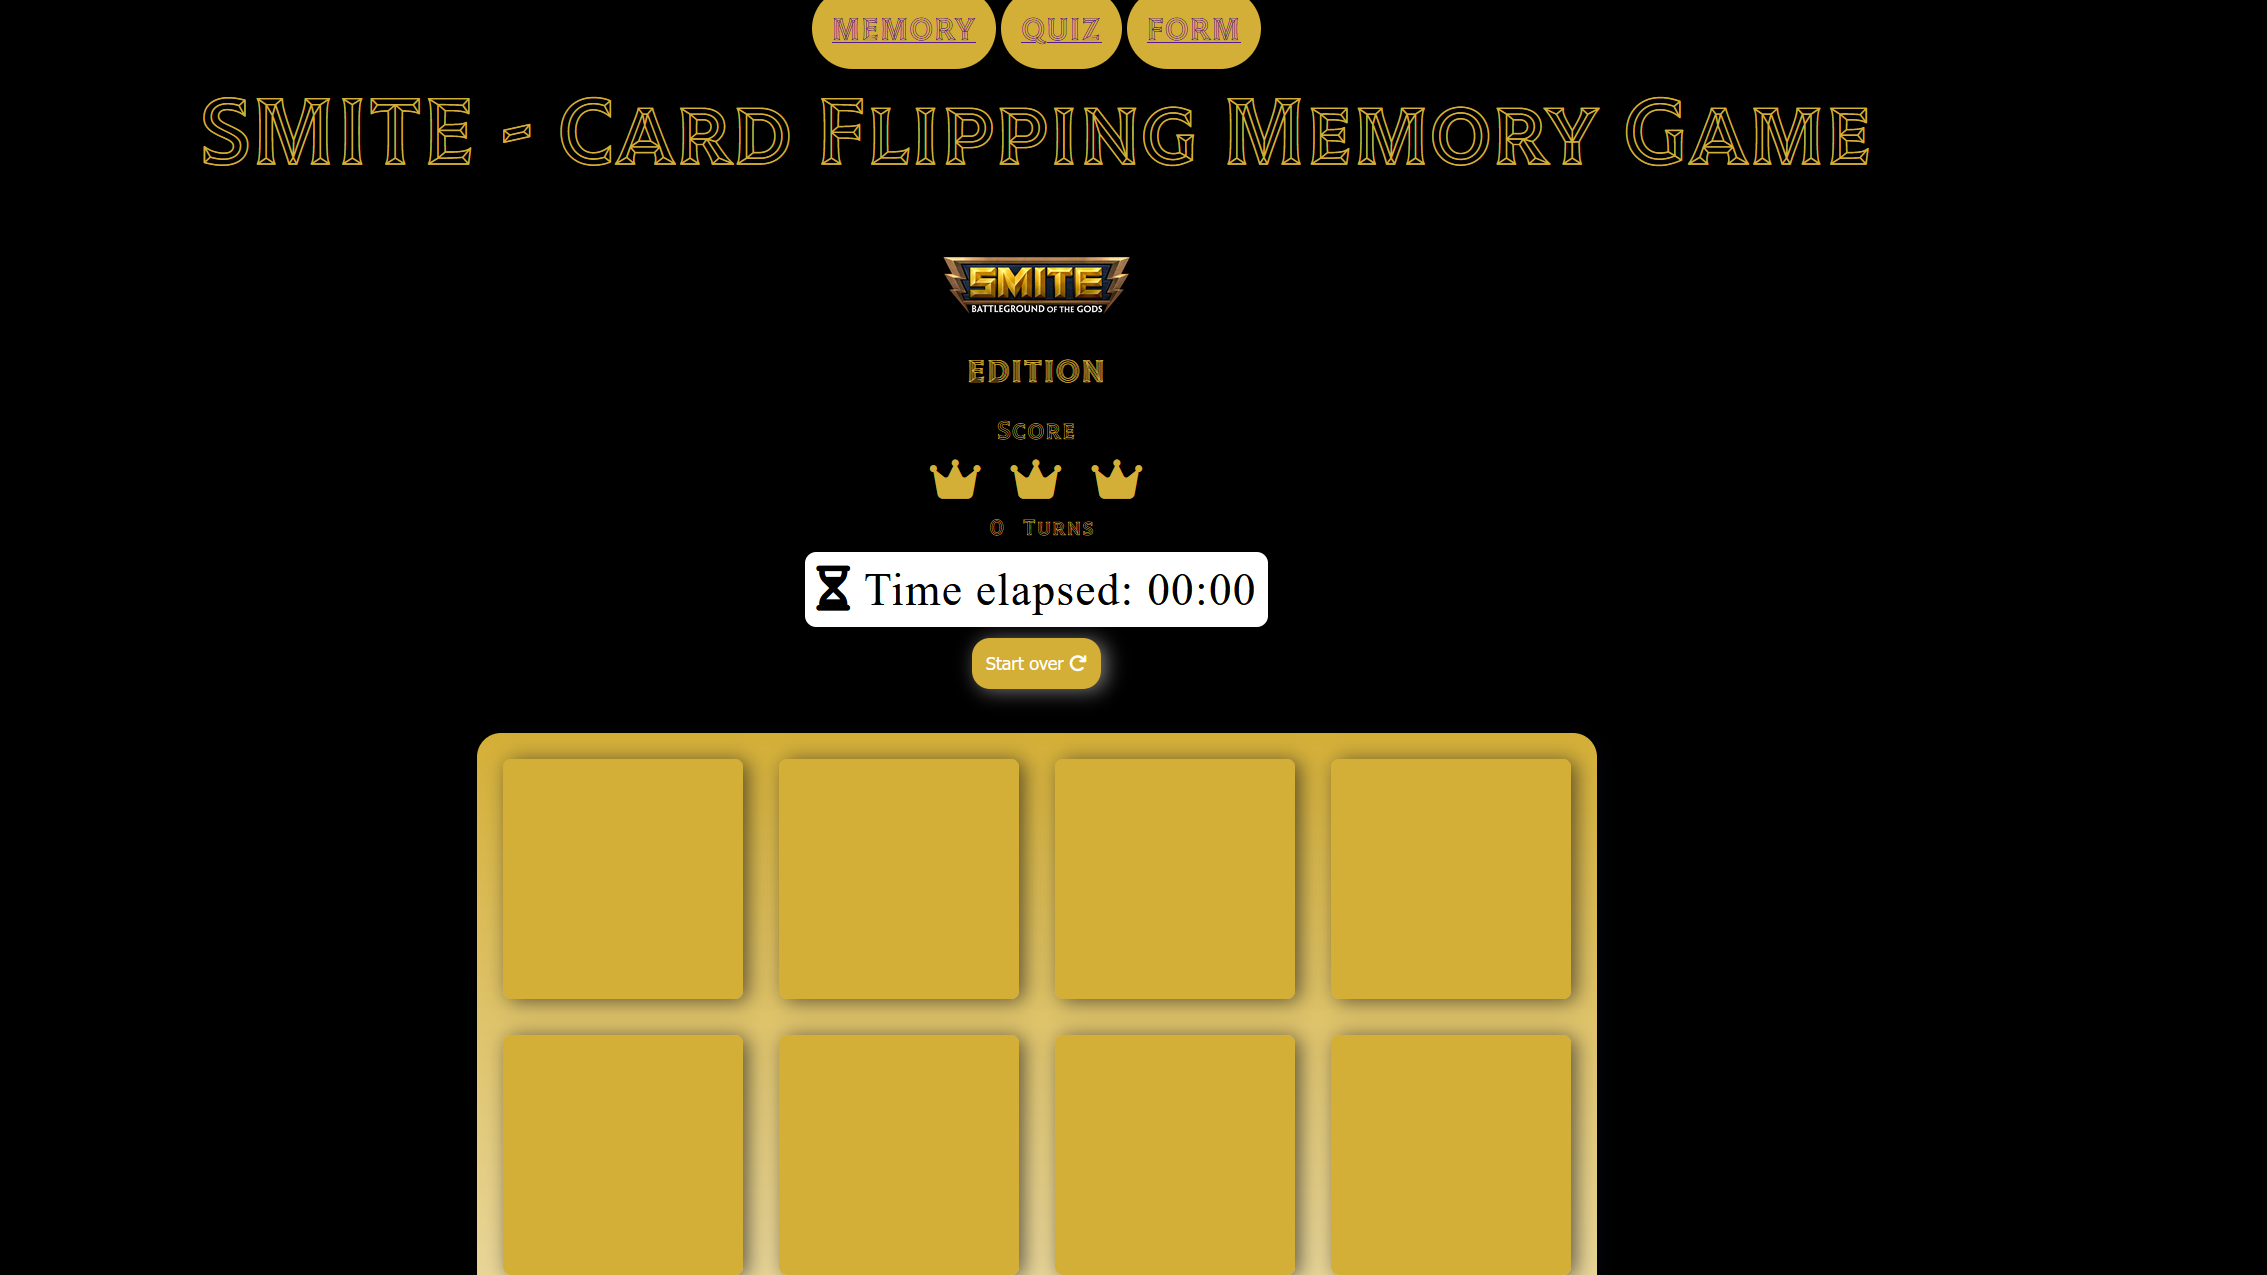 MEMORY QUIZ FORM
SMITE - Card Flipping Memory Game
SMITE
BATTLEGROUND OF THE GODS
EDITION
Score
0 Turns
Time elapsed: 00:00
Start over